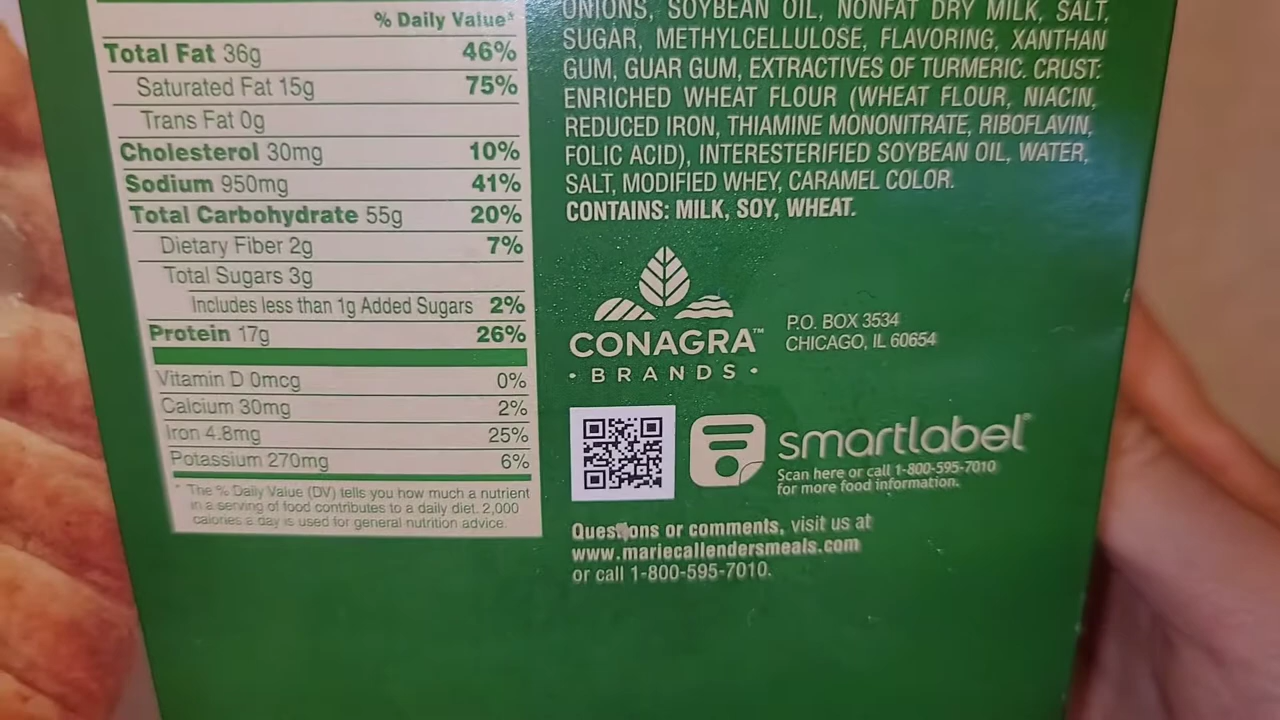 % Daily Value*
Total Fat 36g 46%
Saturated Fat 15g 75%
Trans Fat 0g
Cholesterol 30mg 10%
Sodium 950mg 41%
Total Carbohydrate 55g 20%
Dietary Fiber 2g 7%
Total Sugars 3g
Includes less than 1g Added Sugars 2%
Protein 17g 26%
Vitamin D 0mcg 0%
Calcium 30mg 2%
Iron 4.8mg 25%
Potassium 270mg 6%
* The % Daily Value (DV) tells you how much a nutrient
in a serving of food contributes to a daily diet. 2,000
calories a day is used for general nutrition advice.
ONIONS, SOYBEAN OIL, NONFAT DRY MILK, SALT,
SUGAR, METHYLCELLULOSE, FLAVORING, XANTHAN
GUM, GUAR GUM, EXTRACTIVES OF TURMERIC. CRUST:
ENRICHED WHEAT FLOUR (WHEAT FLOUR, NIACIN,
REDUCED IRON, THIAMINE MONONITRATE, RIBOFLAVIN,
FOLIC ACID), INTERESTERIFIED SOYBEAN OIL, WATER,
SALT, MODIFIED WHEY, CARAMEL COLOR.
CONTAINS: MILK, SOY, WHEAT.
CONAGRA™
• BRANDS •
P.O. BOX 3534
CHICAGO, IL 60654
smartlabel®
Scan here or call 1-800-595-7010
for more food information.
Questions or comments, visit us at
www.mariecallendersmeals.com
or call 1-800-595-7010.